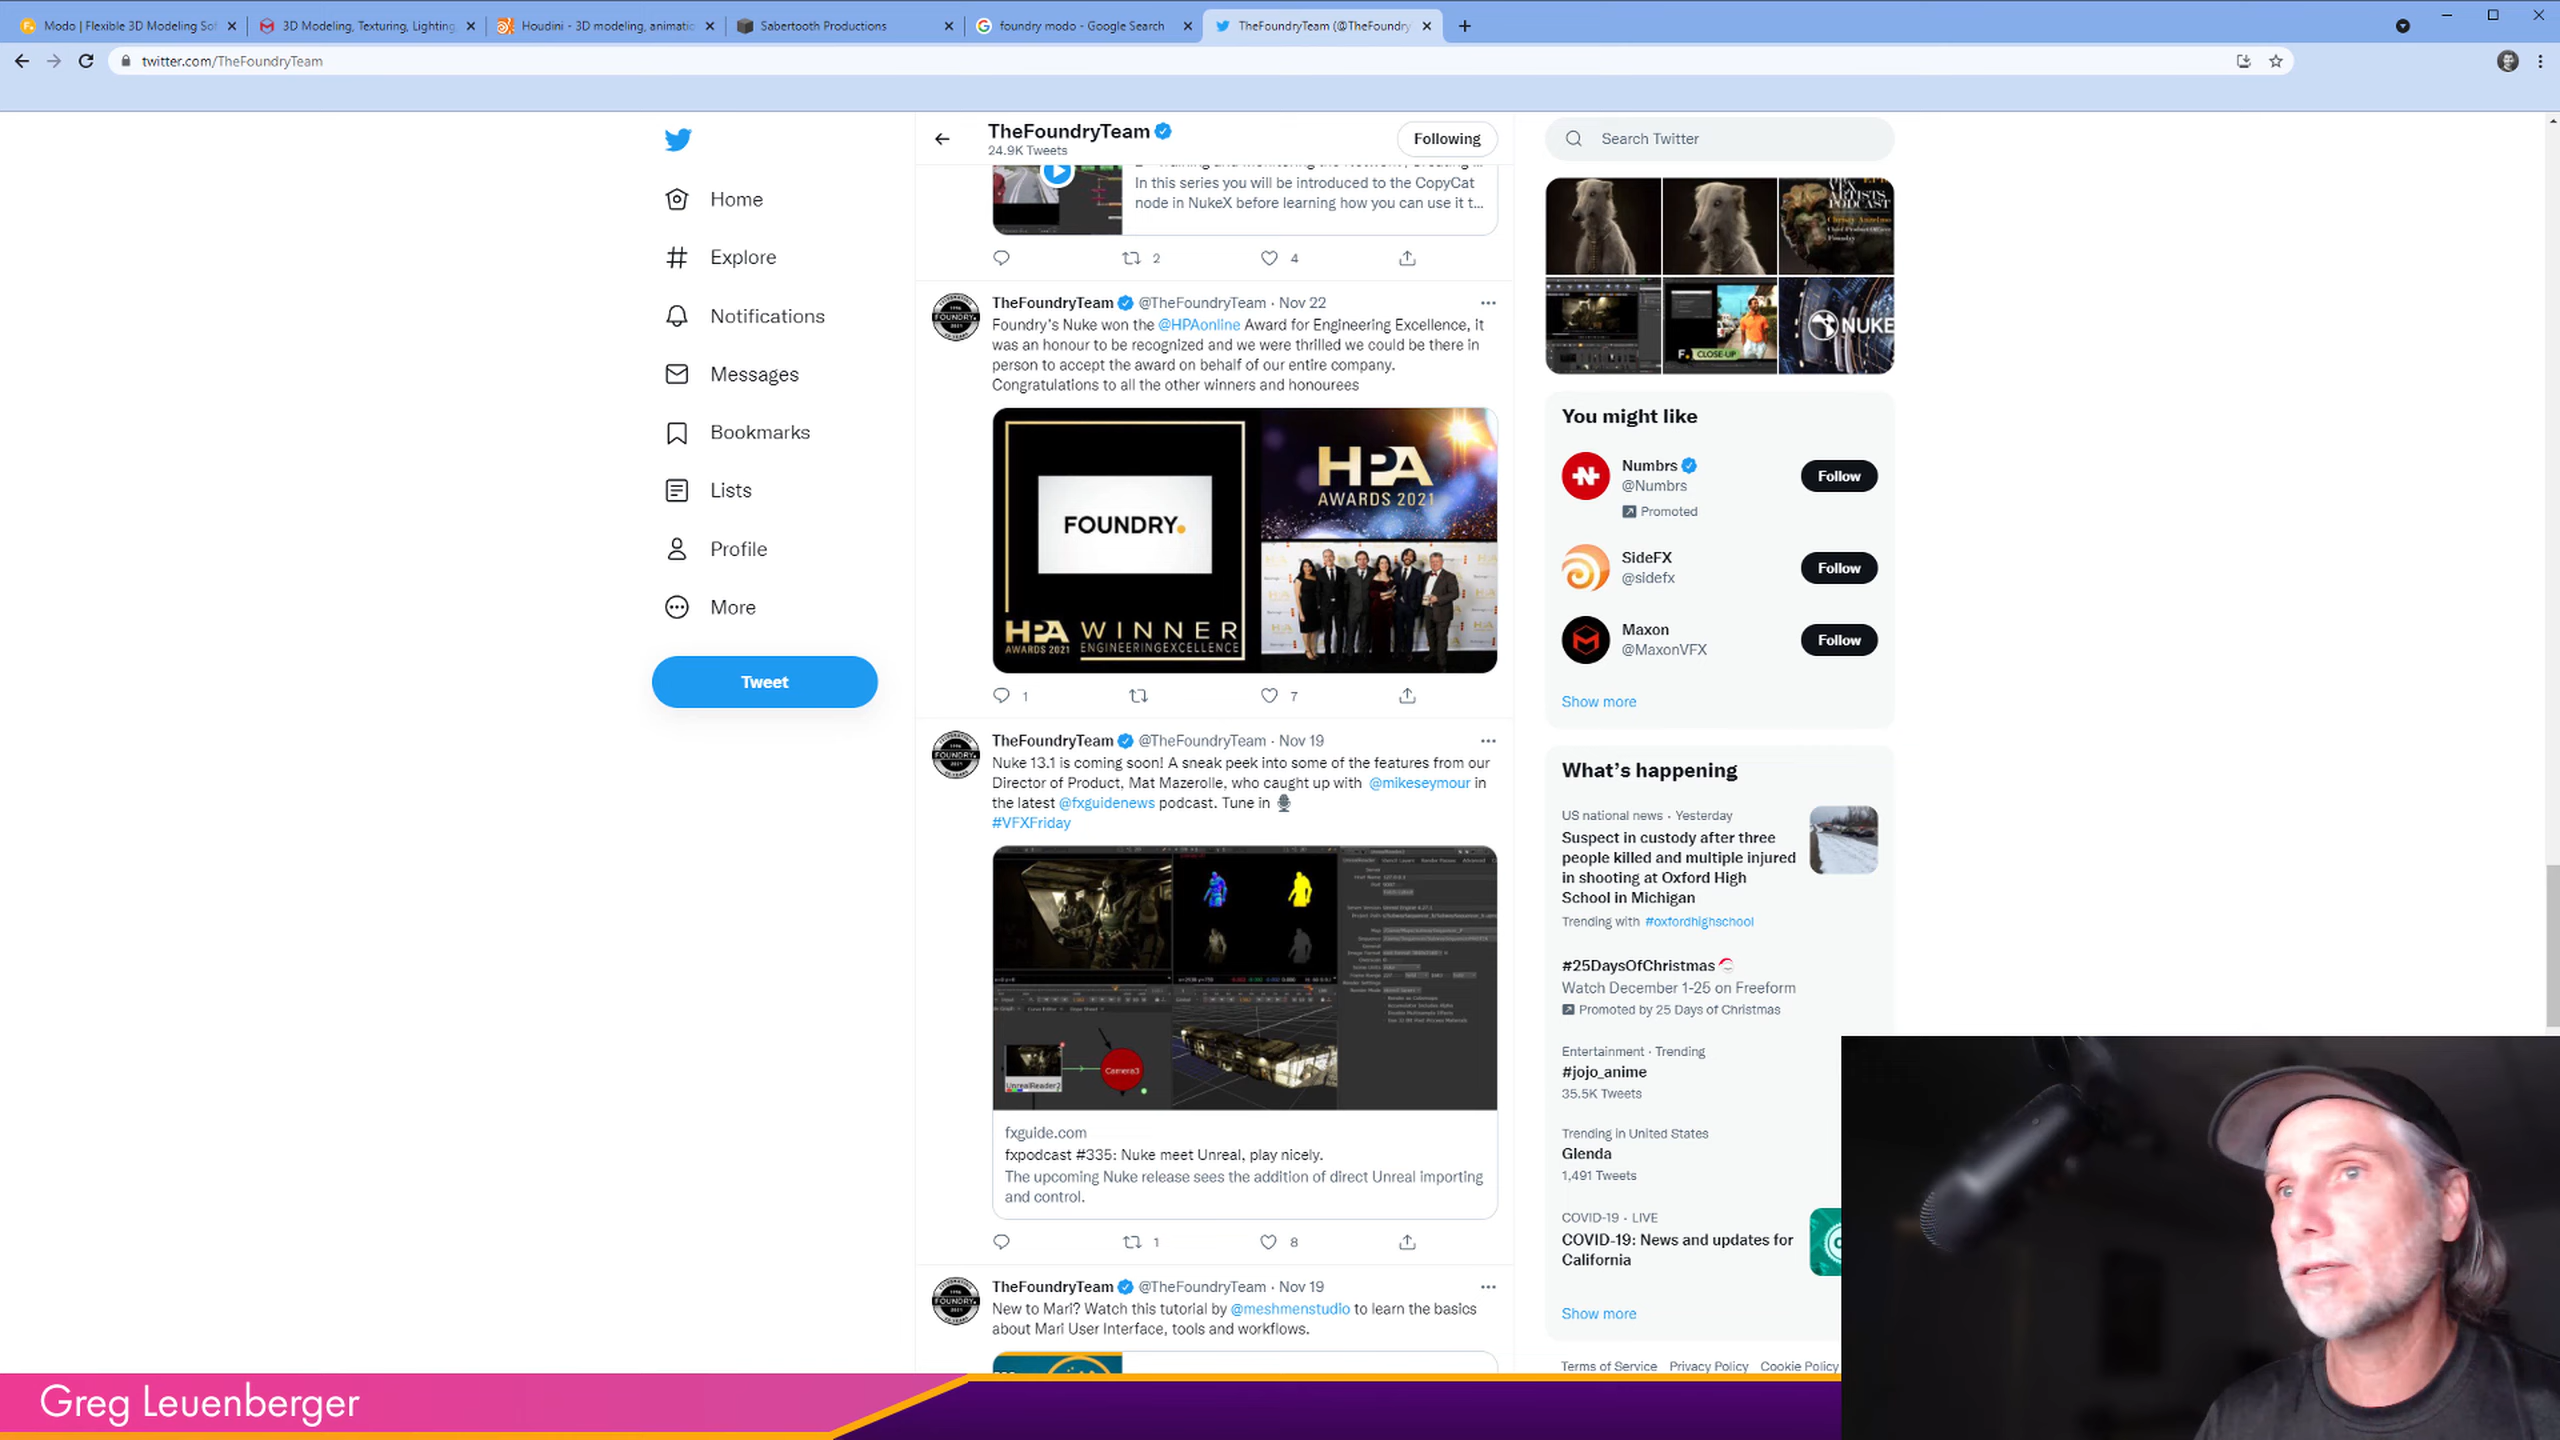 Modo | Flexible 3D Modeling Sof
3D Modeling, Texturing, Lighting,
Houdini - 3D modeling, animatio
Sabertooth Productions
foundry modo - Google Search
TheFoundryTeam (@TheFoundry
twitter.com/TheFoundryTeam
Home
Explore
Notifications
Messages
Bookmarks
Lists
Profile
More
Tweet
TheFoundryTeam
24.9K Tweets
Following
In this series you will be introduced to the CopyCat
node in NukeX before learning how you can use it t...
2
4
TheFoundryTeam @TheFoundryTeam · Nov 22
Foundry's Nuke won the @HPAonline Award for Engineering Excellence, it
was an honour to be recognized and we were thrilled we could be there in
person to accept the award on behalf of our entire company.
Congratulations to all the other winners and honourees
FOUNDRY.
HPA WINNER
AWARDS 2021 ENGINEERINGEXCELLENCE
HPA
AWARDS 2021
1
7
TheFoundryTeam @TheFoundryTeam · Nov 19
Nuke 13.1 is coming soon! A sneak peek into some of the features from our
Director of Product, Mat Mazerolle, who caught up with @mikeseymour in
the latest @fxguidenews podcast. Tune in
#VFXFriday
UnrealReader2
Camera3
fxguide.com
fxpodcast #335: Nuke meet Unreal, play nicely.
The upcoming Nuke release sees the addition of direct Unreal importing
and control.
1
8
TheFoundryTeam @TheFoundryTeam · Nov 19
New to Mari? Watch this tutorial by @meshmenstudio to learn the basics
about Mari User Interface, tools and workflows.
Search Twitter
VFX
ARTISTS
PODCAST
CLOSE-UP
NUKE
You might like
Numbrs
@Numbrs
Promoted
Follow
SideFX
@sidefx
Follow
Maxon
@MaxonVFX
Follow
Show more
What's happening
US national news · Yesterday
Suspect in custody after three
people killed and multiple injured
in shooting at Oxford High
School in Michigan
Trending with #oxfordhighschool
#25DaysOfChristmas
Watch December 1-25 on Freeform
Promoted by 25 Days of Christmas
Entertainment · Trending
#jojo_anime
35.5K Tweets
Trending in United States
Glenda
1,491 Tweets
COVID-19 · LIVE
COVID-19: News and updates for
California
Show more
Terms of Service Privacy Policy Cookie Policy
Greg Leuenberger